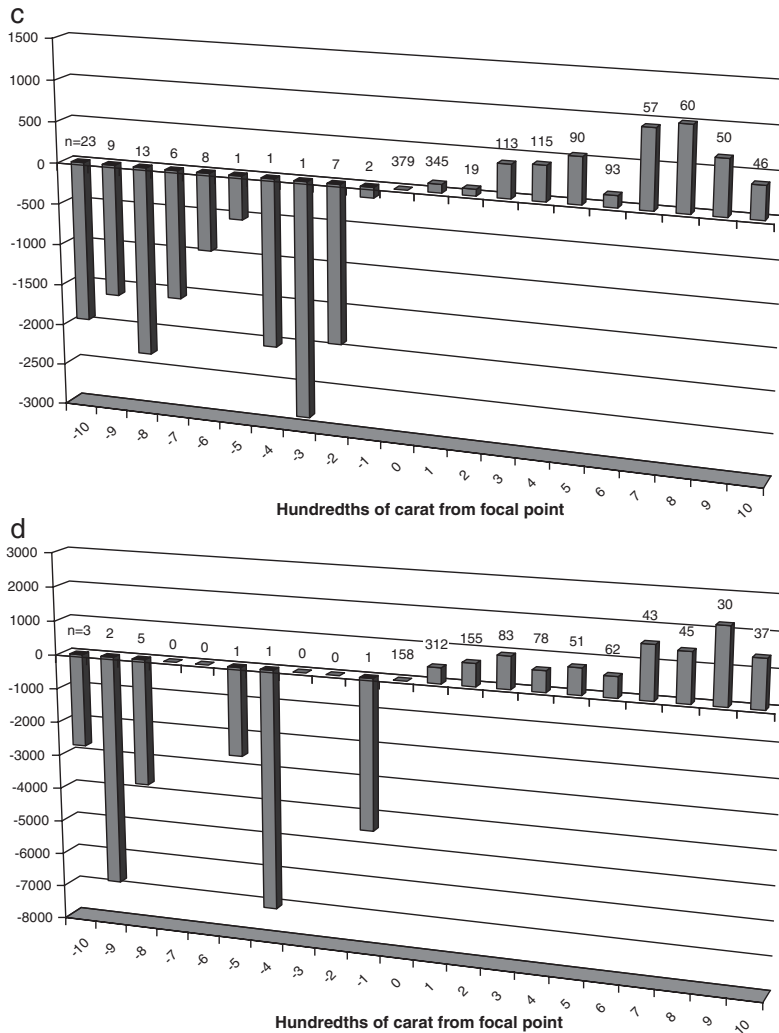 c
1500
1000
500
0
-500
-1000
-1500
-2000
-2500
-3000
n=23 9 13 6 8 1 1 1 7 2 379 345 19 113 115 90 93 57 60 50 46
-10 -9 -8 -7 -6 -5 -4 -3 -2 -1 0 1 2 3 4 5 6 7 8 9 10
Hundredths of carat from focal point
d
3000
2000
1000
0
-1000
-2000
-3000
-4000
-5000
-6000
-7000
-8000
n=3 2 5 0 0 1 1 0 0 1 158 312 155 83 78 51 62 43 45 30 37
-10 -9 -8 -7 -6 -5 -4 -3 -2 -1 0 1 2 3 4 5 6 7 8 9 10
Hundredths of carat from focal point